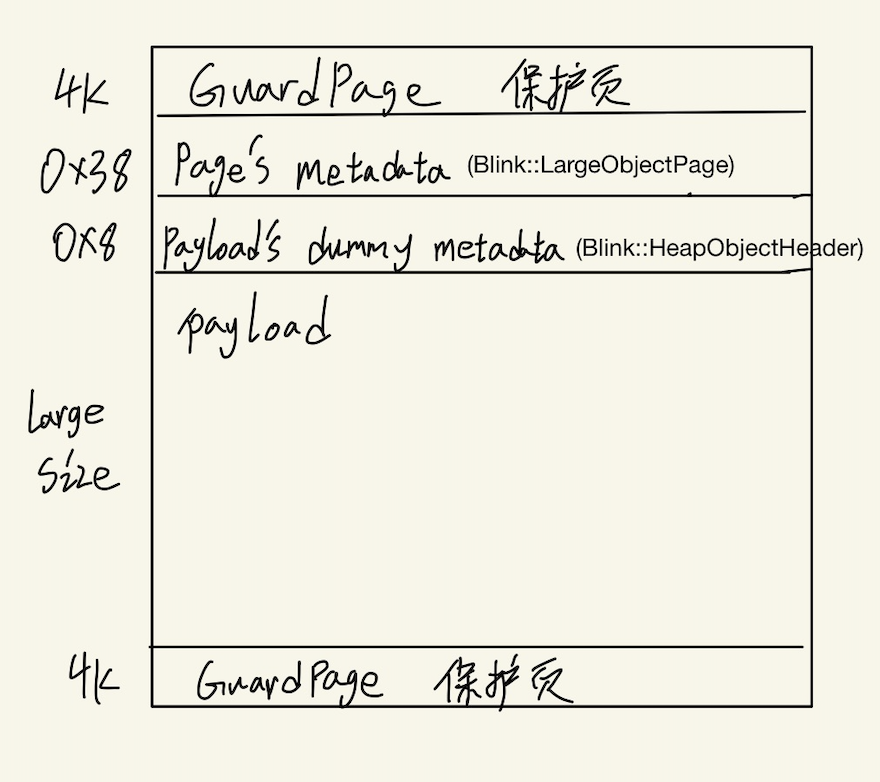 4K GuardPage 保护页
0x38 Page's metadata (Blink::LargeObjectPage)
0x8 Payload's dummy metadata (Blink::HeapObjectHeader)
payload
Large
Size
4K GuardPage 保护页